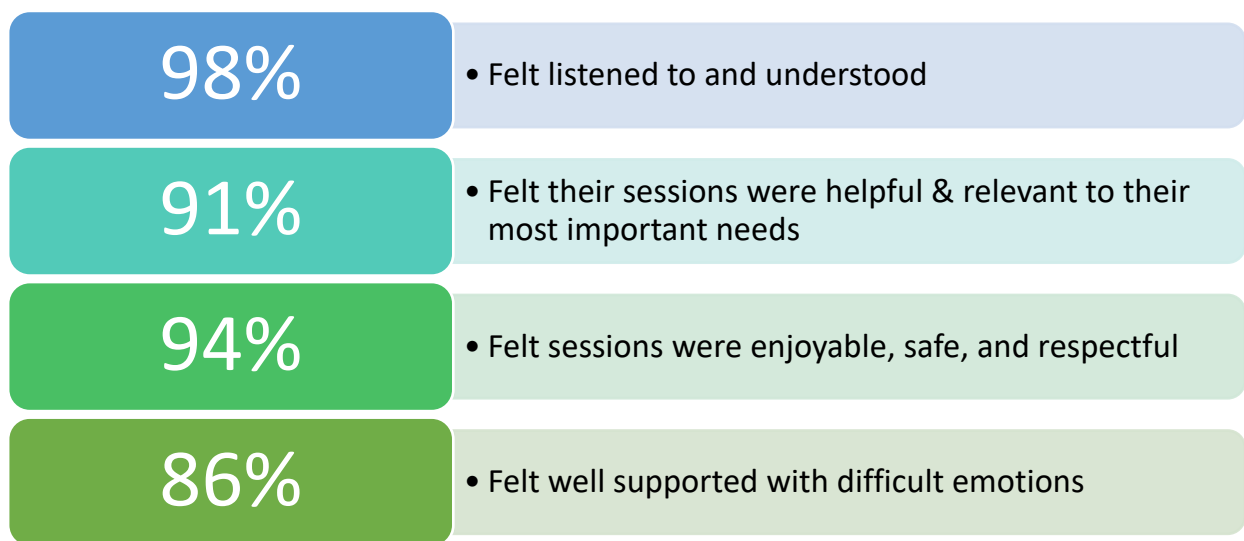 98%
• Felt listened to and understood
91%
• Felt their sessions were helpful & relevant to their
most important needs
94%
• Felt sessions were enjoyable, safe, and respectful
86%
• Felt well supported with difficult emotions